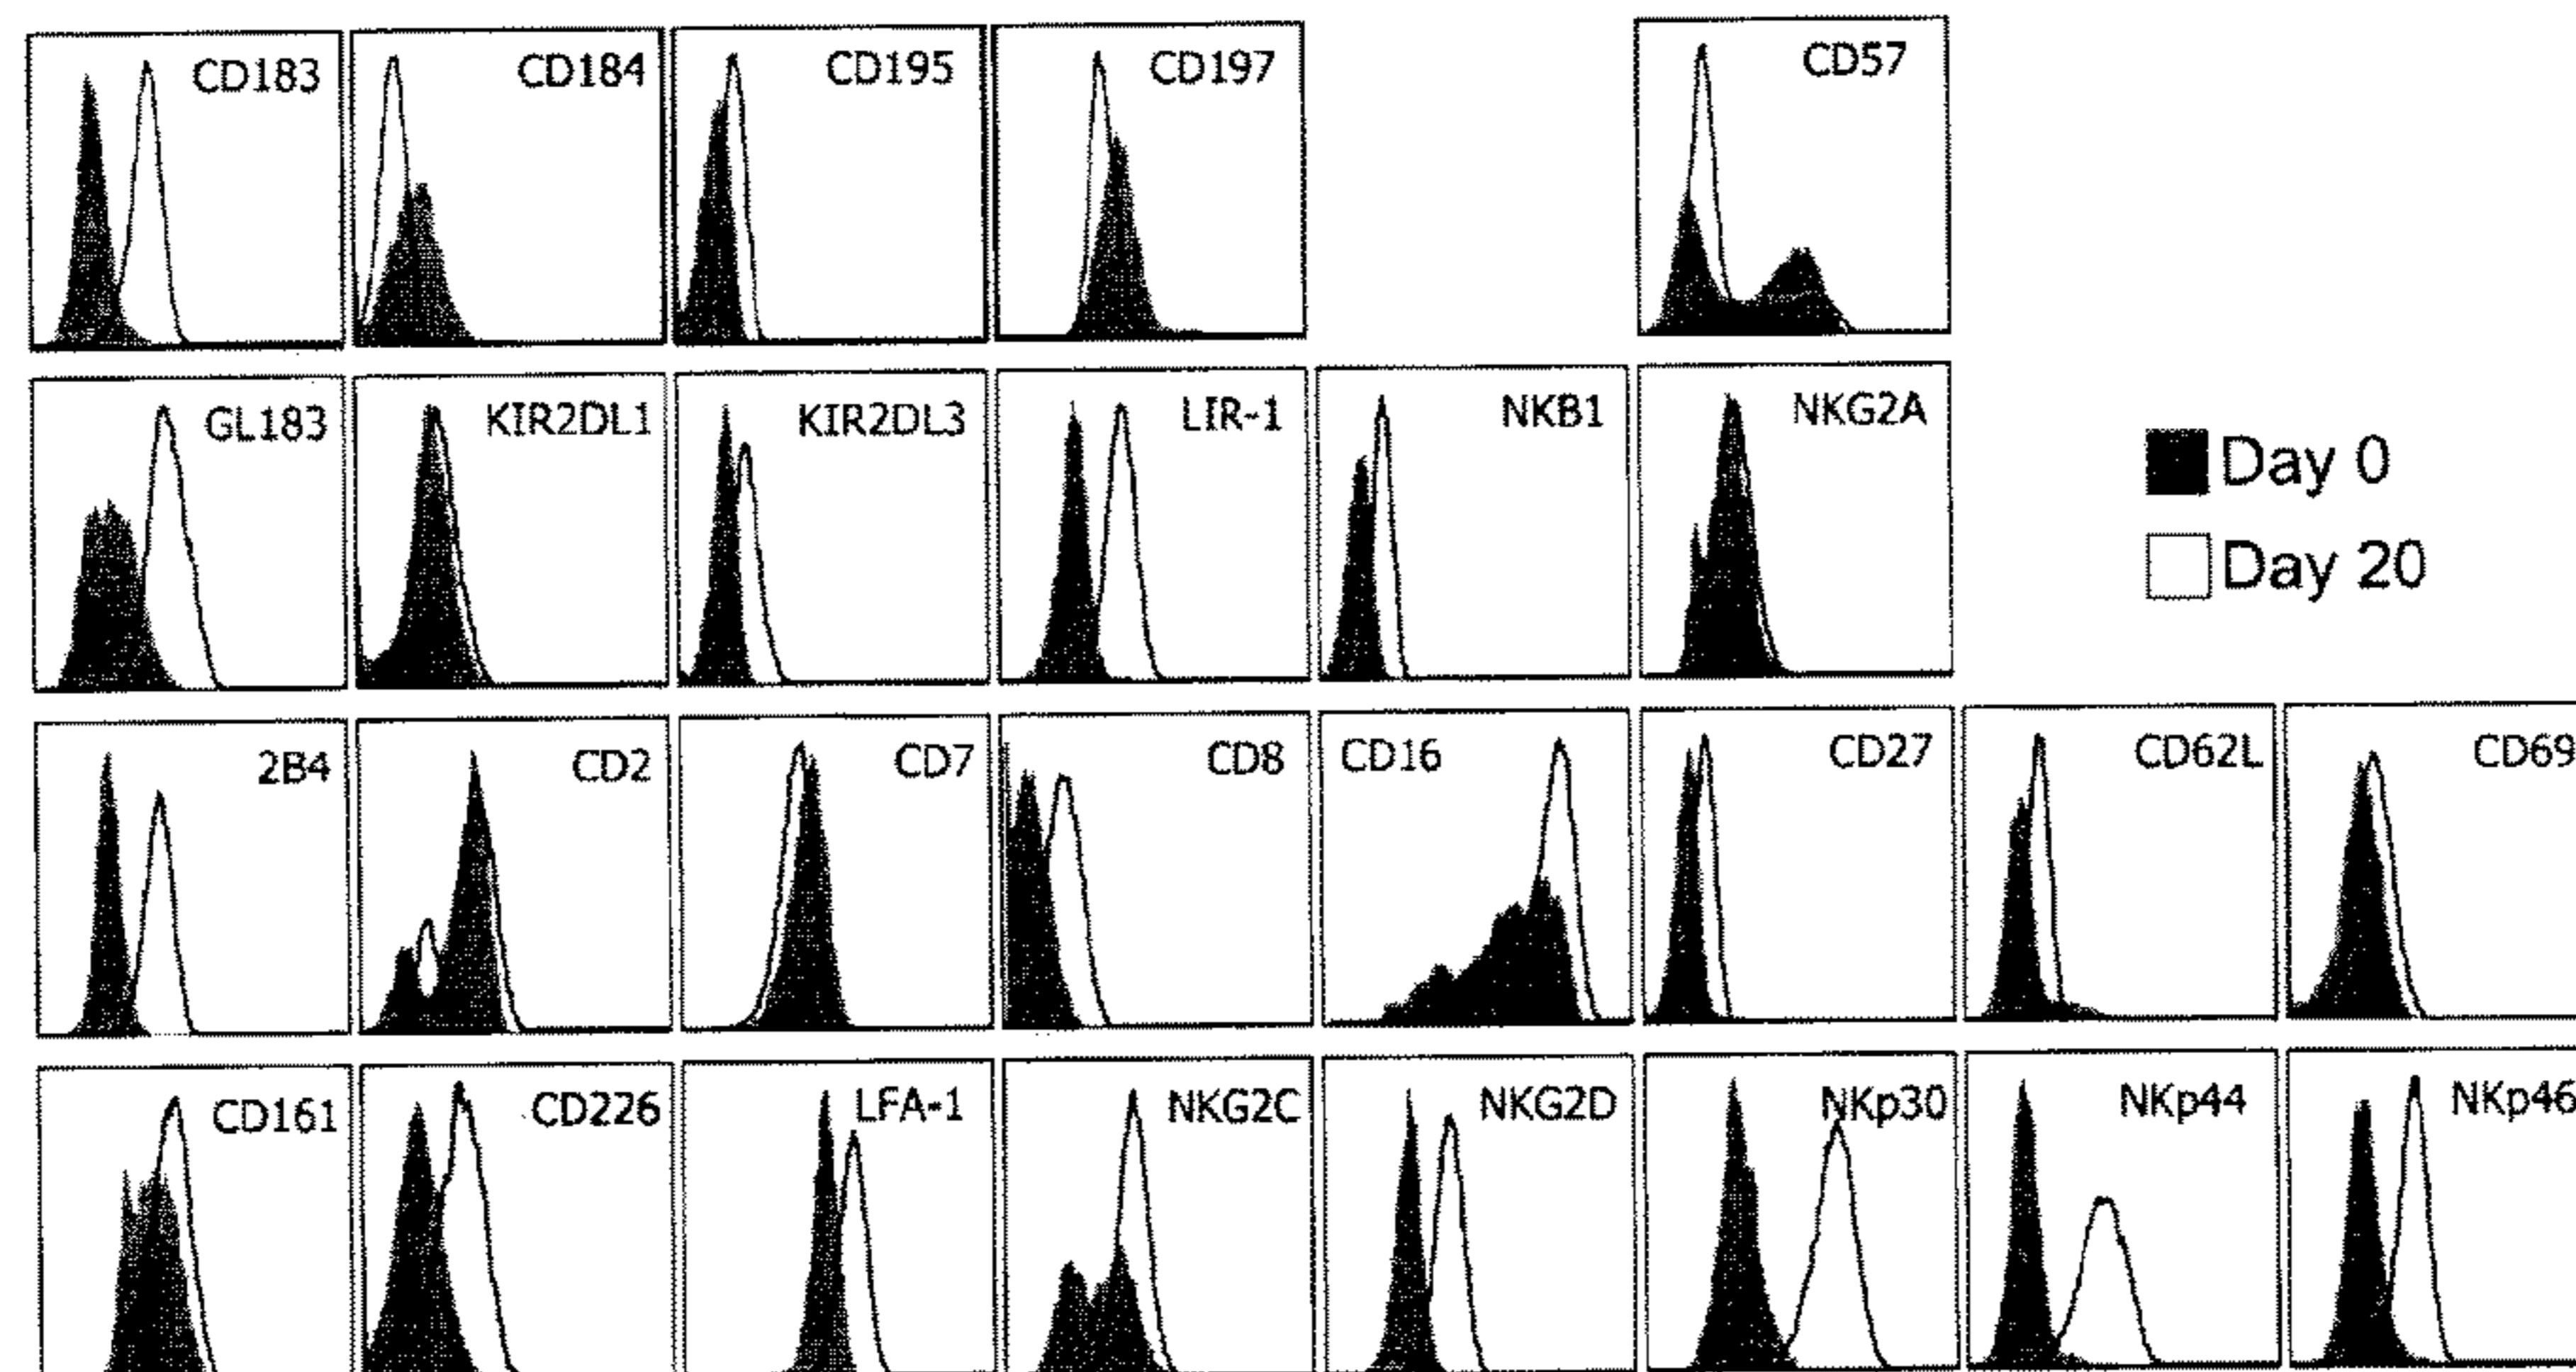 CD183 CD184 CD195 CD197 CD57
GL183 KIR2DL1 KIR2DL3 LIR-1 NKB1 NKG2A
Day 0
Day 20
2B4 CD2 CD7 CD8 CD16 CD27 CD62L CD69
CD161 CD226 LFA-1 NKG2C NKG2D NKp30 NKp44 NKp46